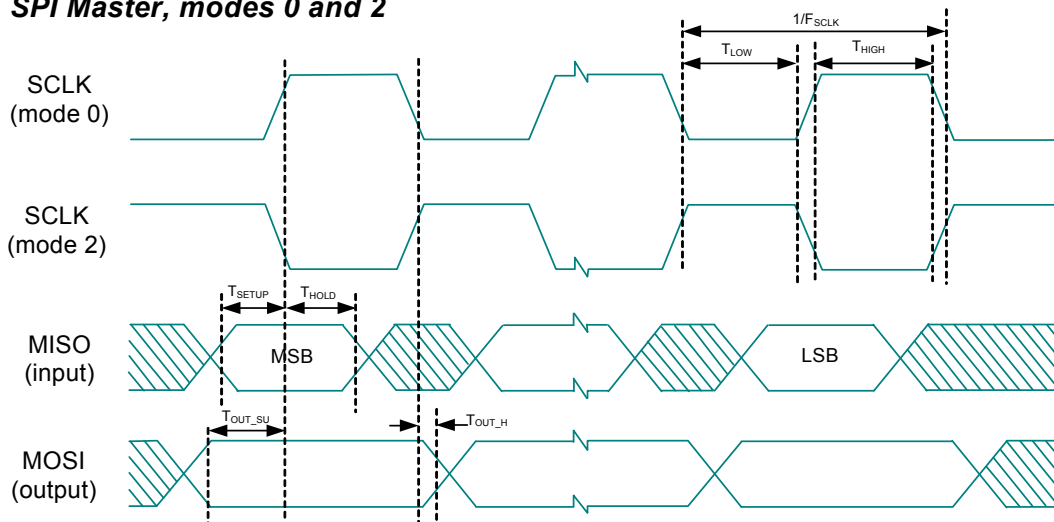 SPI Master, modes 0 and 2
1/FSCLK
TLOW
THIGH
SCLK
(mode 0)
SCLK
(mode 2)
TSETUP
THOLD
MISO
(input)
MSB
LSB
TOUT_SU
TOUT_H
MOSI
(output)